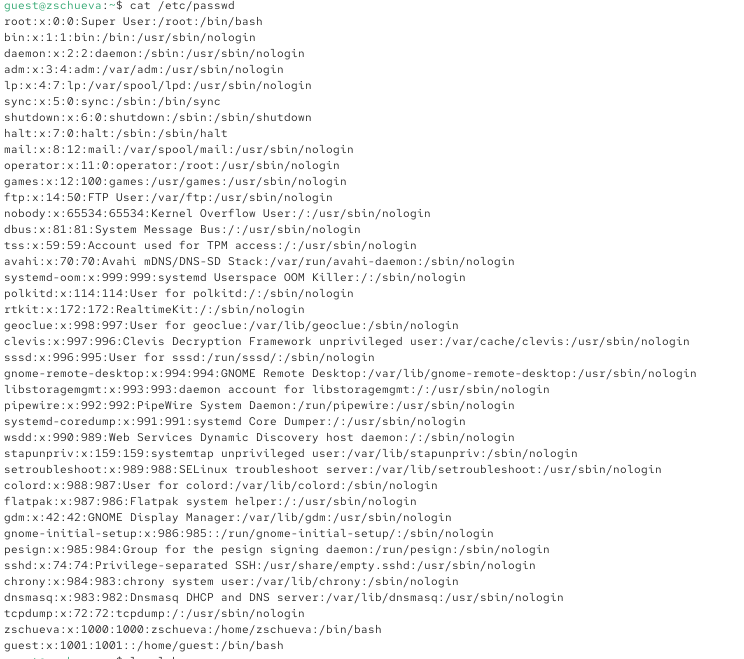 guest@zschueva:~$ cat /etc/passwd
root:x:0:0:Super User:/root:/bin/bash
bin:x:1:1:bin:/bin:/usr/sbin/nologin
daemon:x:2:2:daemon:/sbin:/usr/sbin/nologin
adm:x:3:4:adm:/var/adm:/usr/sbin/nologin
lp:x:4:7:lp:/var/spool/lpd:/usr/sbin/nologin
sync:x:5:0:sync:/sbin:/bin/sync
shutdown:x:6:0:shutdown:/sbin:/sbin/shutdown
halt:x:7:0:halt:/sbin:/sbin/halt
mail:x:8:12:mail:/var/spool/mail:/usr/sbin/nologin
operator:x:11:0:operator:/root:/usr/sbin/nologin
games:x:12:100:games:/usr/games:/usr/sbin/nologin
ftp:x:14:50:FTP User:/var/ftp:/usr/sbin/nologin
nobody:x:65534:65534:Kernel Overflow User:/:/usr/sbin/nologin
dbus:x:81:81:System Message Bus:/:/usr/sbin/nologin
tss:x:59:59:Account used for TPM access:/:/usr/sbin/nologin
avahi:x:70:70:Avahi mDNS/DNS-SD Stack:/var/run/avahi-daemon:/sbin/nologin
systemd-oom:x:999:999:systemd Userspace OOM Killer:/:/sbin/nologin
polkitd:x:114:114:User for polkitd:/:/sbin/nologin
rtkit:x:172:172:RealtimeKit:/:/sbin/nologin
geoclue:x:998:997:User for geoclue:/var/lib/geoclue:/sbin/nologin
clevis:x:997:996:Clevis Decryption Framework unprivileged user:/var/cache/clevis:/usr/sbin/nologin
sssd:x:996:995:User for sssd:/run/sssd/:/sbin/nologin
gnome-remote-desktop:x:994:994:GNOME Remote Desktop:/var/lib/gnome-remote-desktop:/usr/sbin/nologin
libstoragemgmt:x:993:993:daemon account for libstoragemgmt:/:/usr/sbin/nologin
pipewire:x:992:992:PipeWire System Daemon:/run/pipewire:/usr/sbin/nologin
systemd-coredump:x:991:991:systemd Core Dumper:/:/usr/sbin/nologin
wsdd:x:990:989:Web Services Dynamic Discovery host daemon:/:/sbin/nologin
stapunpriv:x:159:159:systemtap unprivileged user:/var/lib/stapunpriv:/sbin/nologin
setroubleshoot:x:989:988:SELinux troubleshoot server:/var/lib/setroubleshoot:/usr/sbin/nologin
colord:x:988:987:User for colord:/var/lib/colord:/sbin/nologin
flatpak:x:987:986:Flatpak system helper:/:/usr/sbin/nologin
gdm:x:42:42:GNOME Display Manager:/var/lib/gdm:/usr/sbin/nologin
gnome-initial-setup:x:986:985::/run/gnome-initial-setup/:/sbin/nologin
pesign:x:985:984:Group for the pesign signing daemon:/run/pesign:/sbin/nologin
sshd:x:74:74:Privilege-separated SSH:/usr/share/empty.sshd:/usr/sbin/nologin
chrony:x:984:983:chrony system user:/var/lib/chrony:/sbin/nologin
dnsmasq:x:983:982:Dnsmasq DHCP and DNS server:/var/lib/dnsmasq:/usr/sbin/nologin
tcpdump:x:72:72:tcpdump:/:/usr/sbin/nologin
zschueva:x:1000:1000:zschueva:/home/zschueva:/bin/bash
guest:x:1001:1001::/home/guest:/bin/bash